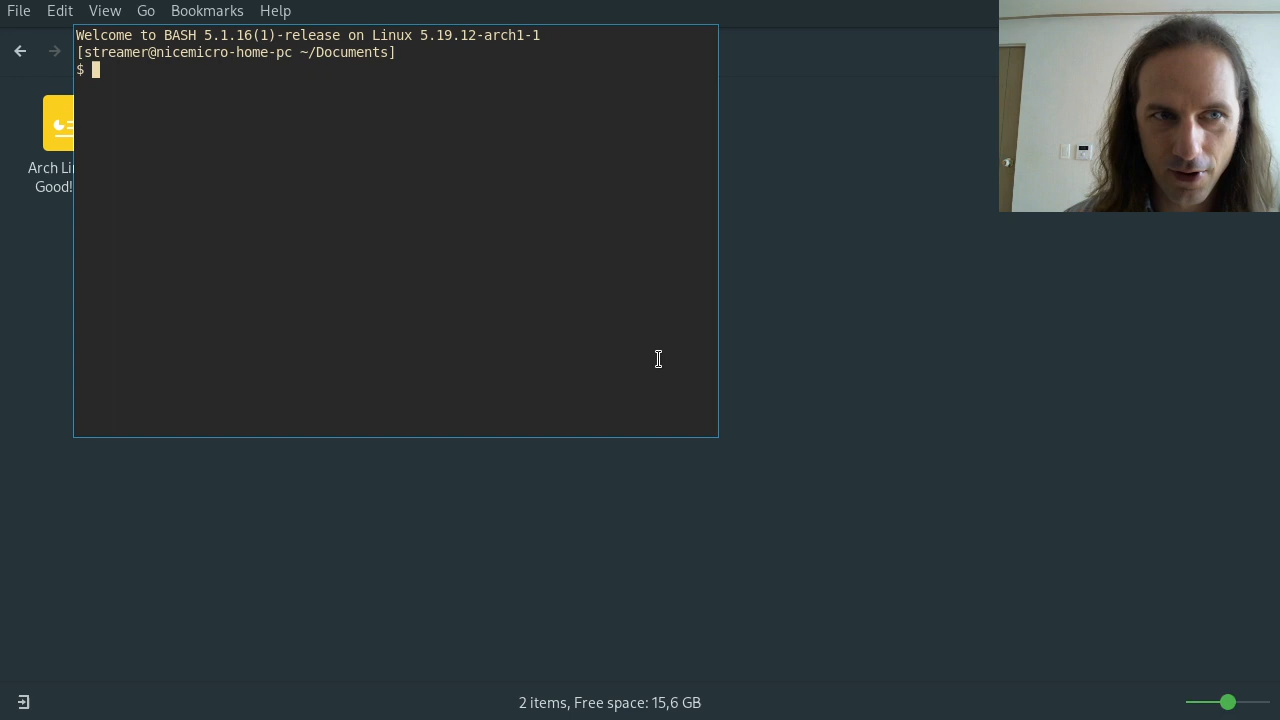 File Edit View Go Bookmarks Help
Welcome to BASH 5.1.16(1)-release on Linux 5.19.12-arch1-1
[streamer@nicemicro-home-pc ~/Documents]
$
Arch Li
Good!
2 items, Free space: 15,6 GB